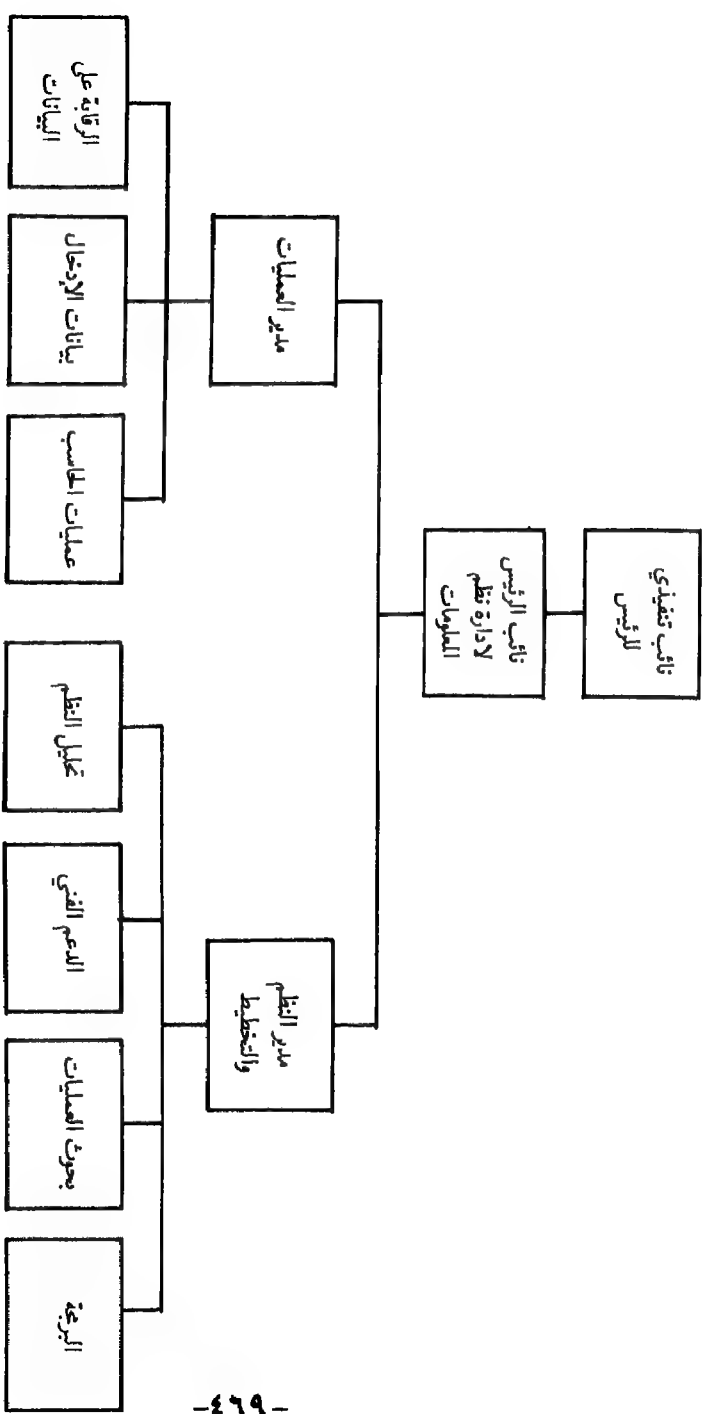 نائب تنفيذي
للرئيس
نائب الرئيس
لادارة نظم
المعلومات
مدير العمليات
مدير النظم
والتخطيط
الرقابة على
البيانات
بيانات الإدخال
عمليات الحاسب
تحليل النظم
الدعم الفني
بحوث العمليات
البرمجة
-٤٦٩-